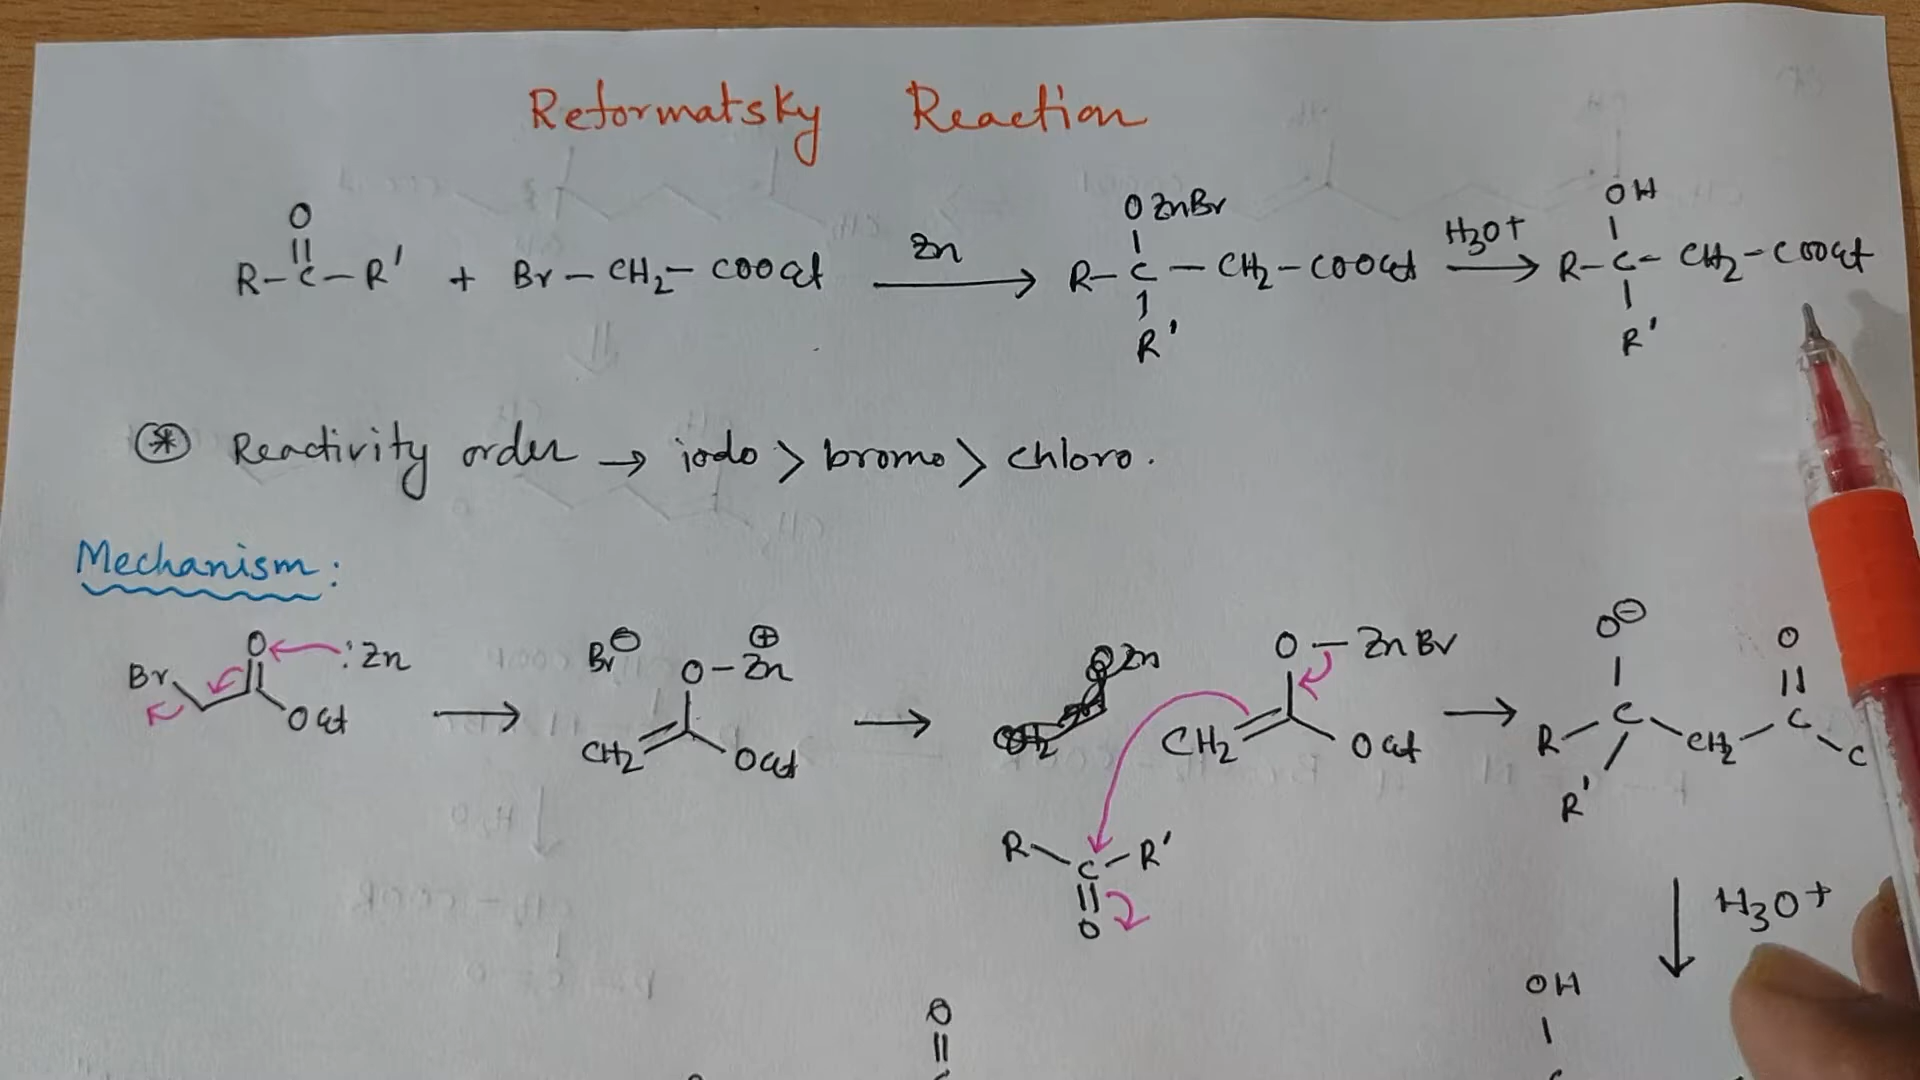 Reformatsky Reaction
O
R-C-R' + Br-CH2-COOEt Zn→ OZnBr R-C-CH2-COOEt R' H3O+→ OH R-C-CH2-COOEt R'
* Reactivity order → iodo > bromo > chloro.
Mechanism:
Br O :Zn OEt → Br⊖ O-Zn⊕ CH2 OEt → O-ZnBr CH2 OEt → O⊖ R-C-CH2-C R' O
R-C-R' O
H3O+
OH
O